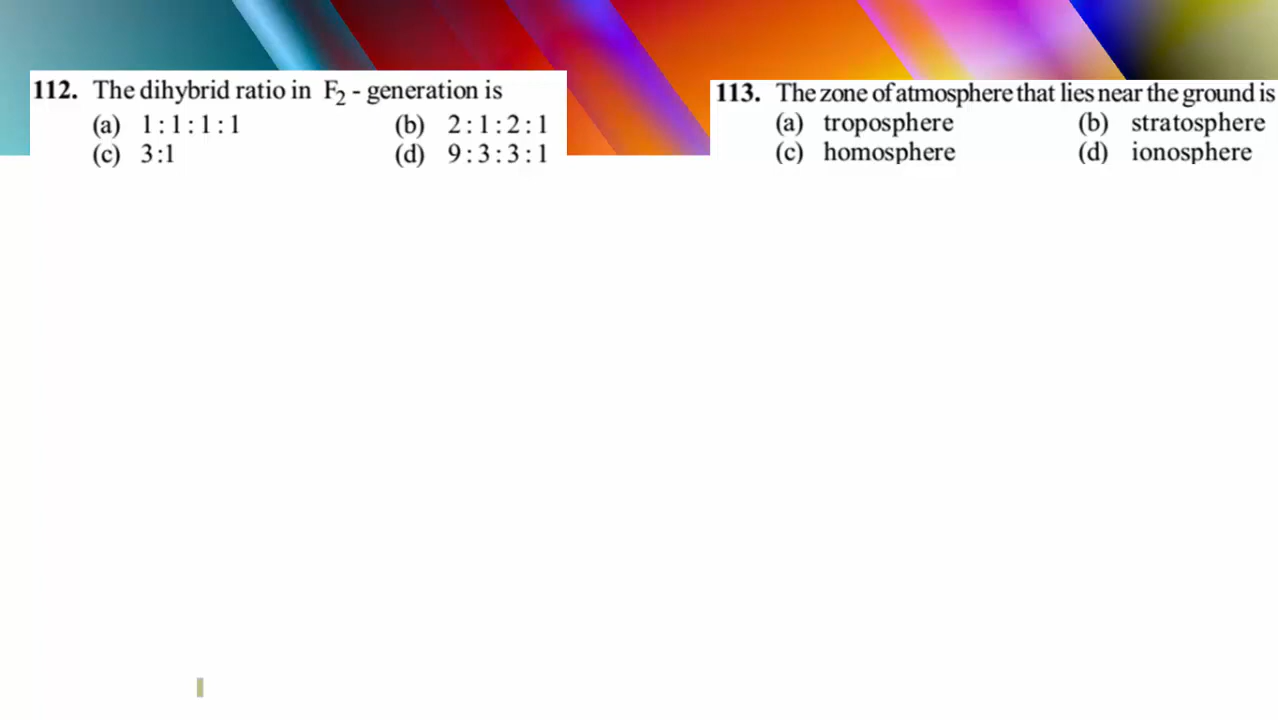 112. The dihybrid ratio in F₂ - generation is
(a) 1 : 1 : 1 : 1 (b) 2 : 1 : 2 : 1
(c) 3 : 1 (d) 9 : 3 : 3 : 1
113. The zone of atmosphere that lies near the ground is
(a) troposphere (b) stratosphere
(c) homosphere (d) ionosphere